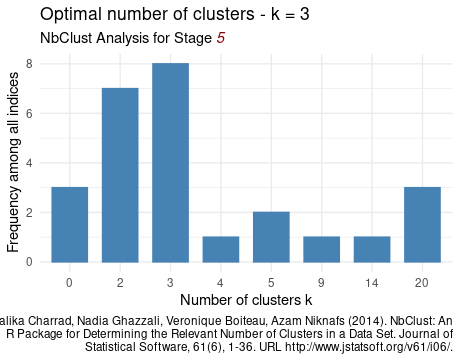 Optimal number of clusters - k = 3
NbClust Analysis for Stage 5
Frequency among all indices
8
6
4
2
0
0 2 3 4 5 9 14 20
Number of clusters k
alika Charrad, Nadia Ghazzali, Veronique Boiteau, Azam Niknafs (2014). NbClust: An
R Package for Determining the Relevant Number of Clusters in a Data Set. Journal of
Statistical Software, 61(6), 1-36. URL http://www.jstatsoft.org/v61/i06/.